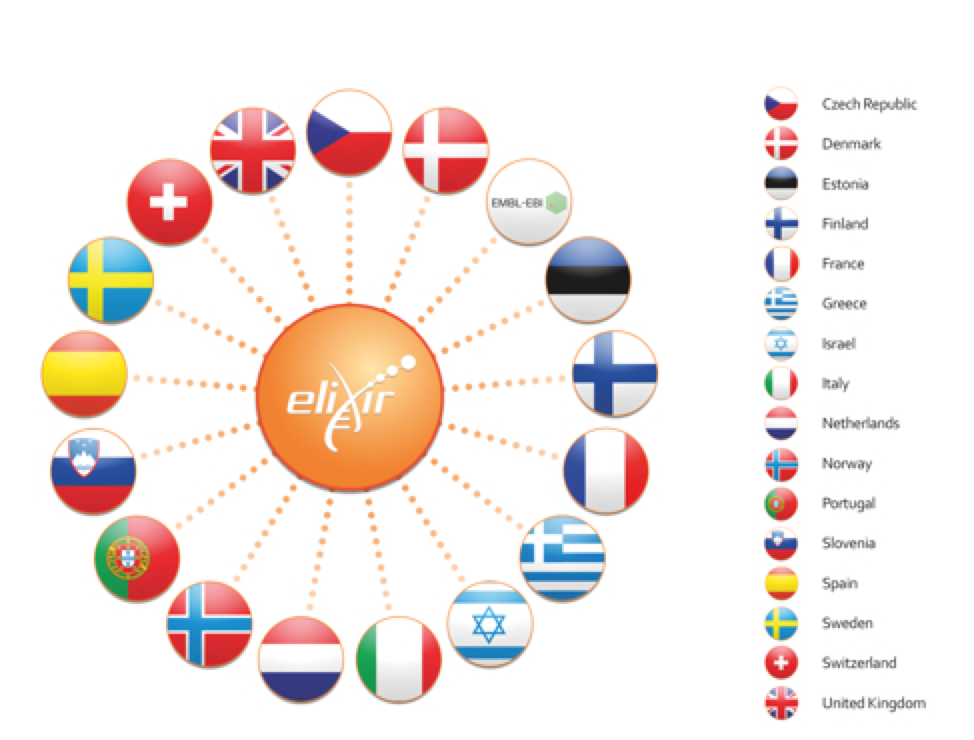 EMBL-EBI
elixir
Czech Republic
Denmark
Estonia
Finland
France
Greece
Israel
Italy
Netherlands
Norway
Portugal
Slovenia
Spain
Sweden
Switzerland
United Kingdom